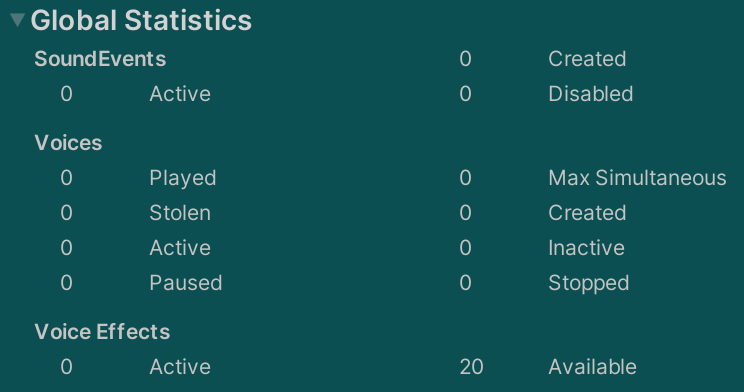 Global Statistics
SoundEvents 0 Created
0 Active 0 Disabled
Voices
0 Played 0 Max Simultaneous
0 Stolen 0 Created
0 Active 0 Inactive
0 Paused 0 Stopped
Voice Effects
0 Active 20 Available